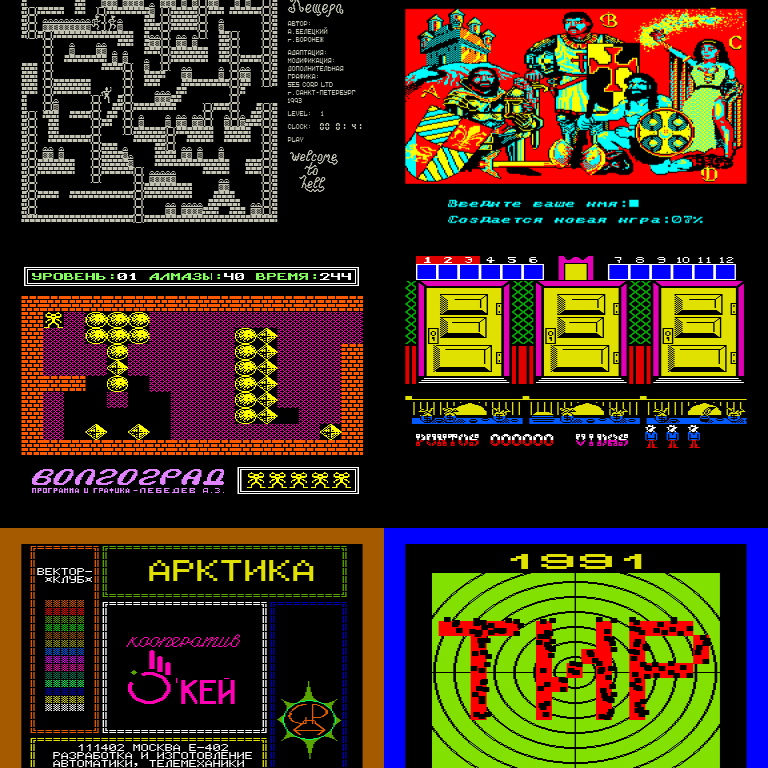 Пещера
АВТОР:
А.БЕЛЕЦКИЙ
г.ВОРОНЕЖ
АДАПТАЦИЯ:
МОДИФИКАЦИЯ:
ДОПОЛНИТЕЛЬНАЯ
ГРАФИКА:
SES CORP LTD
г.САНКТ-ПЕТЕРБУРГ
1993
LEVEL: 1
CLOCK: 00 0: 4:
PLAY
welcome
to
hell
A
B
C
D
Введите ваше имя:
Создается новая игра:07%
УРОВЕНЬ:01 АЛМАЗЫ:40 ВРЕМЯ:244
ВОЛГОГРАД
ПРОГРАММА И ГРАФИКА-ЛЕБЕДЕВ А.З.
1 2 3 4 5 6 7 8 9 10 11 12
PUNTOS 000000 VIDAS
ВЕКТОР-
*КЛУБ*
АРКТИКА
кооператив
О'КЕЙ
111402 МОСКВА Е-402
РАЗРАБОТКА И ИЗГОТОВЛЕНИЕ
АВТОМАТИКИ, ТЕЛЕМЕХАНИКИ
1991
ТИР